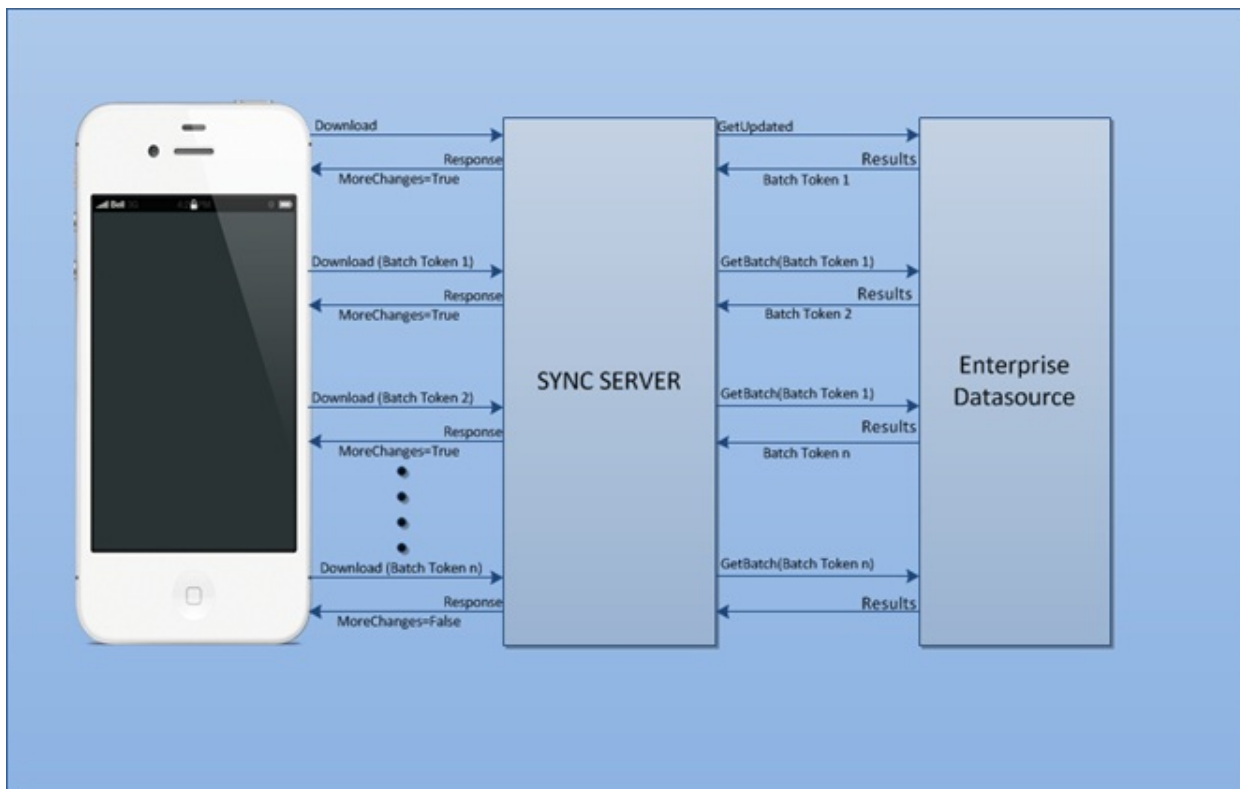 Download
GetUpdated
Response
Results
MoreChanges=True
Batch Token 1
Bell 3G
Download (Batch Token 1)
GetBatch(Batch Token 1)
Response
Results
MoreChanges=True
Batch Token 2
SYNC SERVER
Enterprise
Datasource
Download (Batch Token 2)
GetBatch(Batch Token 1)
Response
Results
MoreChanges=True
Batch Token n
Download (Batch Token n)
GetBatch(Batch Token n)
Response
Results
MoreChanges=False